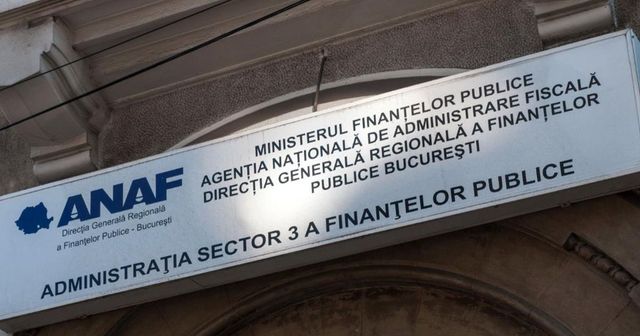 MINISTERUL FINANŢELOR PUBLICE
AGENŢIA NAŢIONALĂ DE ADMINISTRARE FISCALĂ
DIRECŢIA GENERALĂ REGIONALĂ A FINANŢELOR
PUBLICE BUCUREŞTI
ANAF
Direcţia Generală Regională
a Finanţelor Publice - Bucureşti
ADMINISTRAŢIA SECTOR 3 A FINANŢELOR PUBLICE